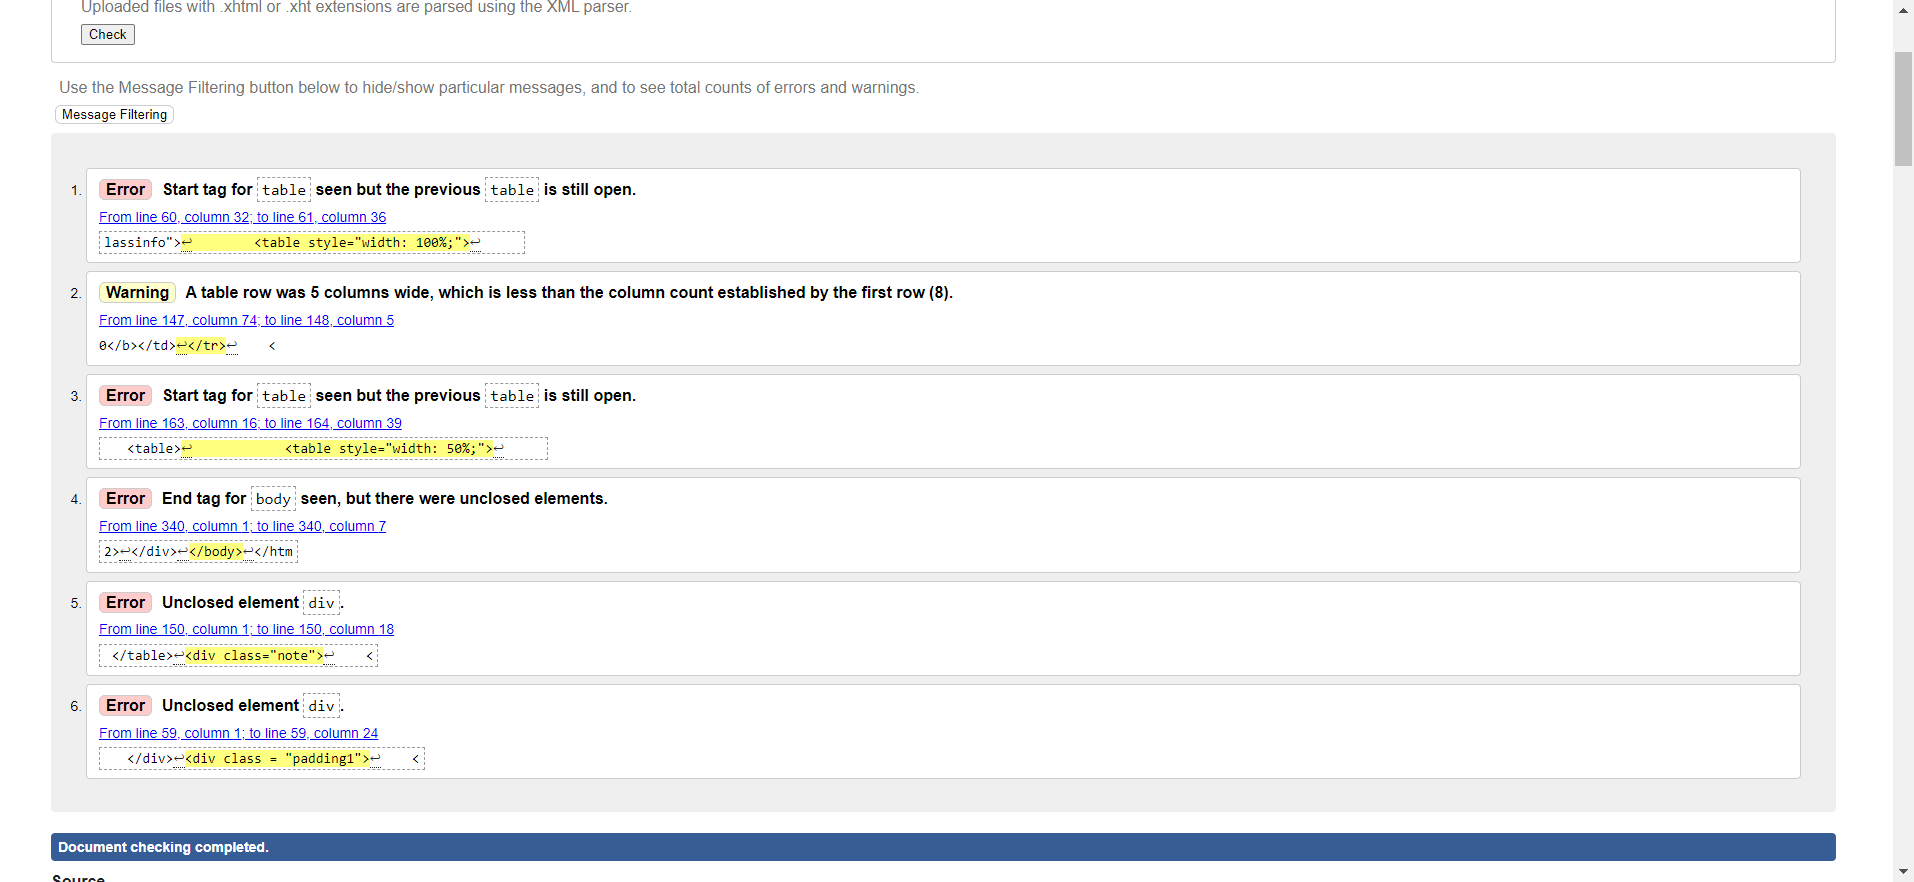 Uploaded files with .xhtml or .xht extensions are parsed using the XML parser.
Check
Use the Message Filtering button below to hide/show particular messages, and to see total counts of errors and warnings.
Message Filtering
1. Error Start tag for table seen but the previous table is still open.
From line 60, column 32; to line 61, column 36
lassinfo">↩ <table style="width: 100%;">↩
2. Warning A table row was 5 columns wide, which is less than the column count established by the first row (8).
From line 147, column 74; to line 148, column 5
0</b></td>↩</tr>↩ <
3. Error Start tag for table seen but the previous table is still open.
From line 163, column 16; to line 164, column 39
<table>↩ <table style="width: 50%;">↩
4. Error End tag for body seen, but there were unclosed elements.
From line 340, column 1; to line 340, column 7
2>↩</div>↩</body>↩</htm
5. Error Unclosed element div.
From line 150, column 1; to line 150, column 18
</table>↩<div class="note">↩ <
6. Error Unclosed element div.
From line 59, column 1; to line 59, column 24
</div>↩<div class = "padding1">↩ <
Document checking completed.
Source